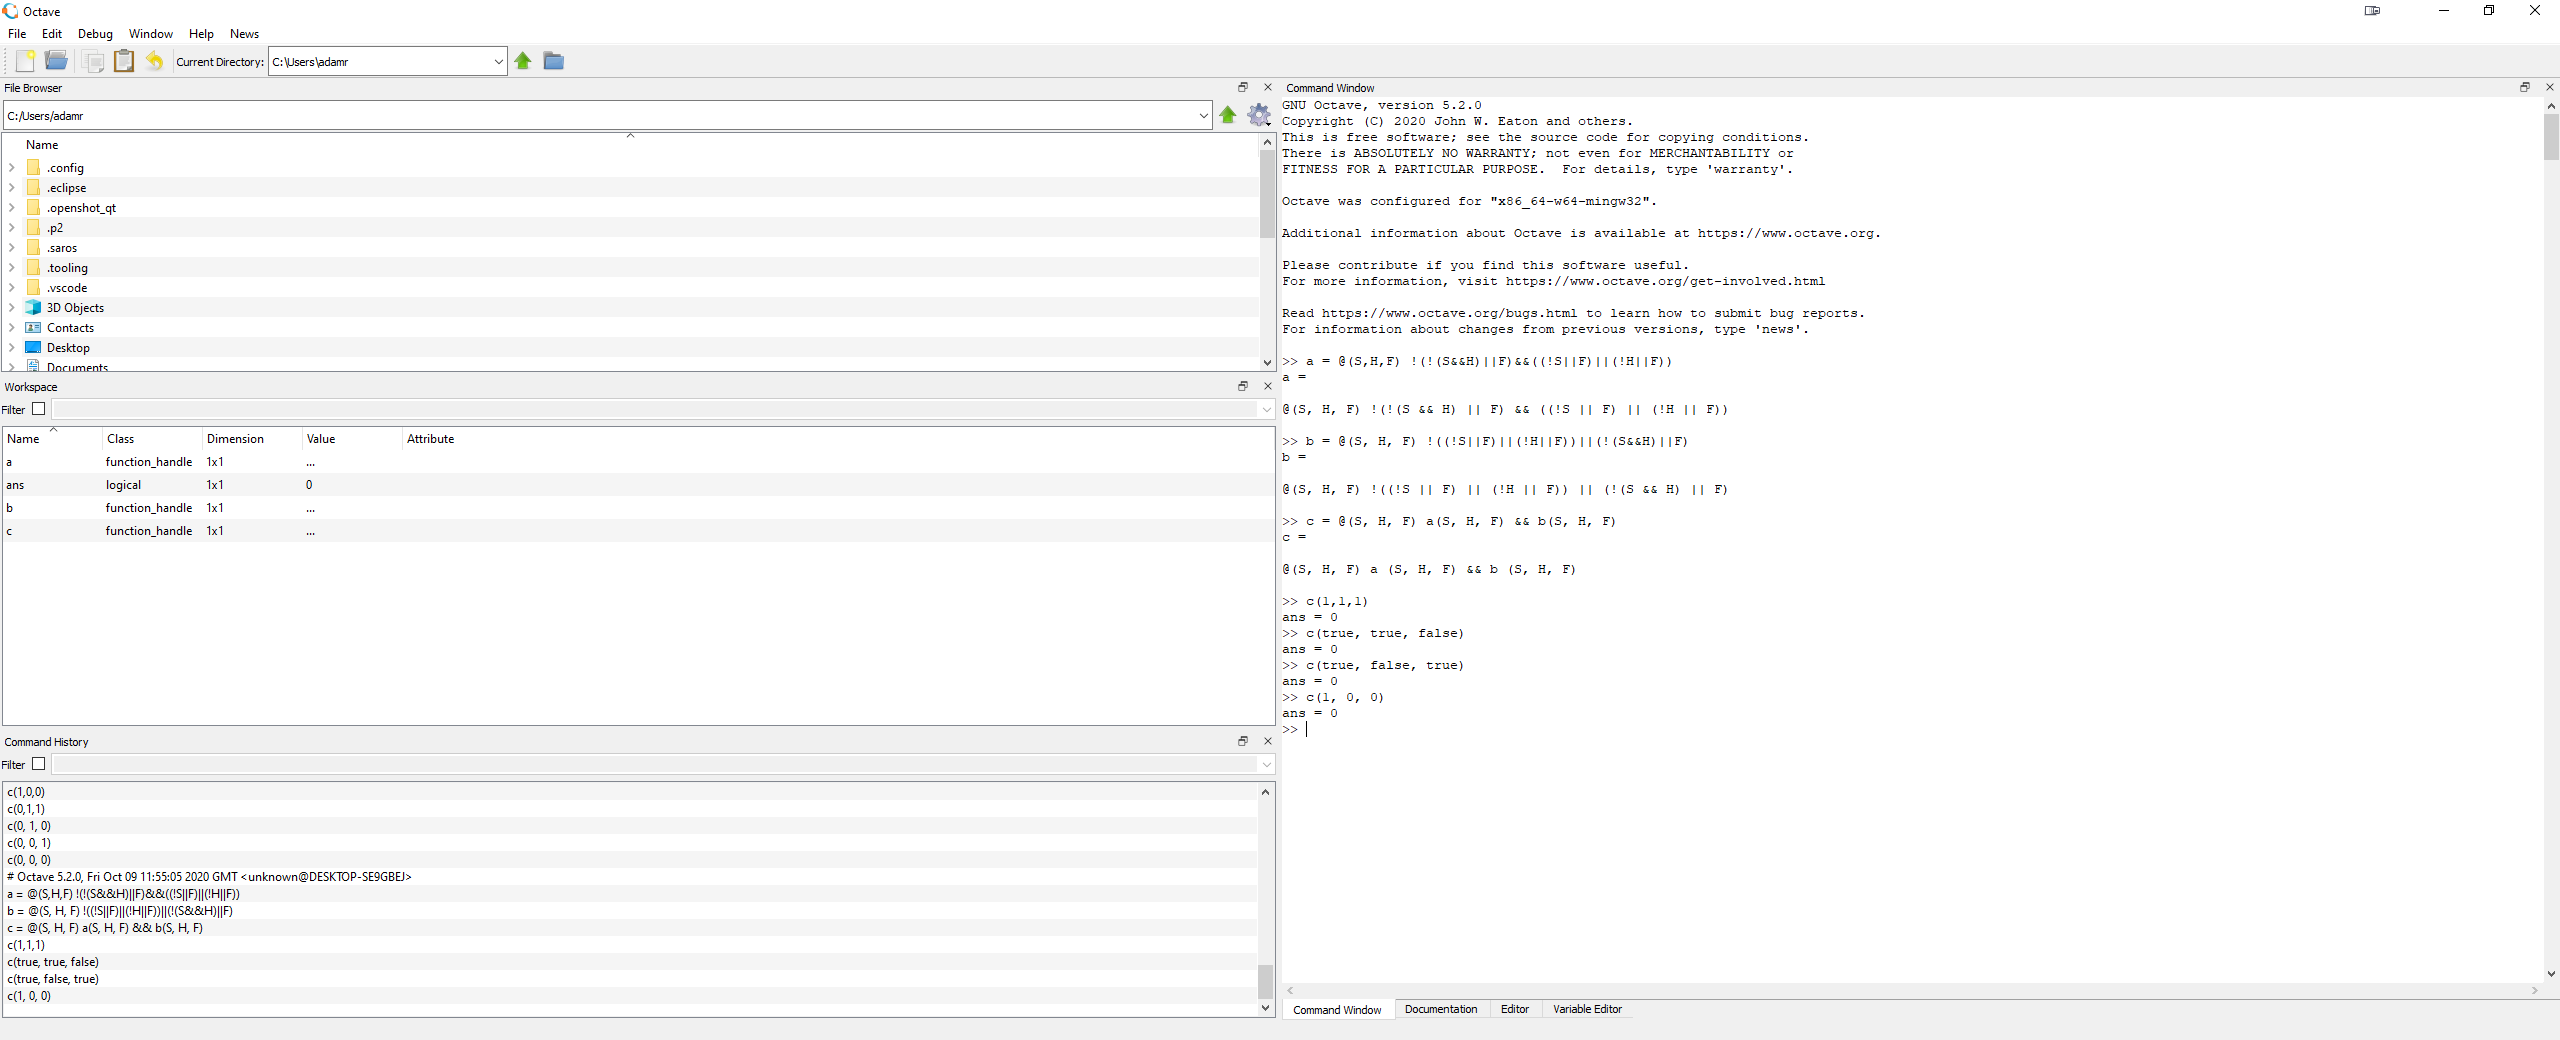 Octave
File Edit Debug Window Help News
Current Directory: C:\Users\adamr
File Browser
C:/Users/adamr
Name
.config
.eclipse
.openshot_qt
.p2
.saros
.tooling
.vscode
3D Objects
Contacts
Desktop
Documents
Workspace
Filter
Name Class Dimension Value Attribute
a function_handle 1x1 ...
ans logical 1x1 0
b function_handle 1x1 ...
c function_handle 1x1 ...
Command History
Filter
c(1,0,0)
c(0,1,1)
c(0, 1, 0)
c(0, 0, 1)
c(0, 0, 0)
# Octave 5.2.0, Fri Oct 09 11:55:05 2020 GMT <unknown@DESKTOP-SE9GBEJ>
a = @(S,H,F) !(!(S&&H)||F)&&((!S||F)||(!H||F))
b = @(S, H, F) !((!S||F)||(!H||F))||(!(S&&H)||F)
c = @(S, H, F) a(S, H, F) && b(S, H, F)
c(1,1,1)
c(true, true, false)
c(true, false, true)
c(1, 0, 0)
Command Window
GNU Octave, version 5.2.0
Copyright (C) 2020 John W. Eaton and others.
This is free software; see the source code for copying conditions.
There is ABSOLUTELY NO WARRANTY; not even for MERCHANTABILITY or
FITNESS FOR A PARTICULAR PURPOSE.  For details, type 'warranty'.
Octave was configured for "x86_64-w64-mingw32".
Additional information about Octave is available at https://www.octave.org.
Please contribute if you find this software useful.
For more information, visit https://www.octave.org/get-involved.html
Read https://www.octave.org/bugs.html to learn how to submit bug reports.
For information about changes from previous versions, type 'news'.
>> a = @(S,H,F) !(!(S&&H)||F)&&((!S||F)||(!H||F))
a =
@(S, H, F) !(!(S && H) || F) && ((!S || F) || (!H || F))
>> b = @(S, H, F) !((!S||F)||(!H||F))||(!(S&&H)||F)
b =
@(S, H, F) !((!S || F) || (!H || F)) || (!(S && H) || F)
>> c = @(S, H, F) a(S, H, F) && b(S, H, F)
c =
@(S, H, F) a (S, H, F) && b (S, H, F)
>> c(1,1,1)
ans = 0
>> c(true, true, false)
ans = 0
>> c(true, false, true)
ans = 0
>> c(1, 0, 0)
ans = 0
>>
Command Window Documentation Editor Variable Editor